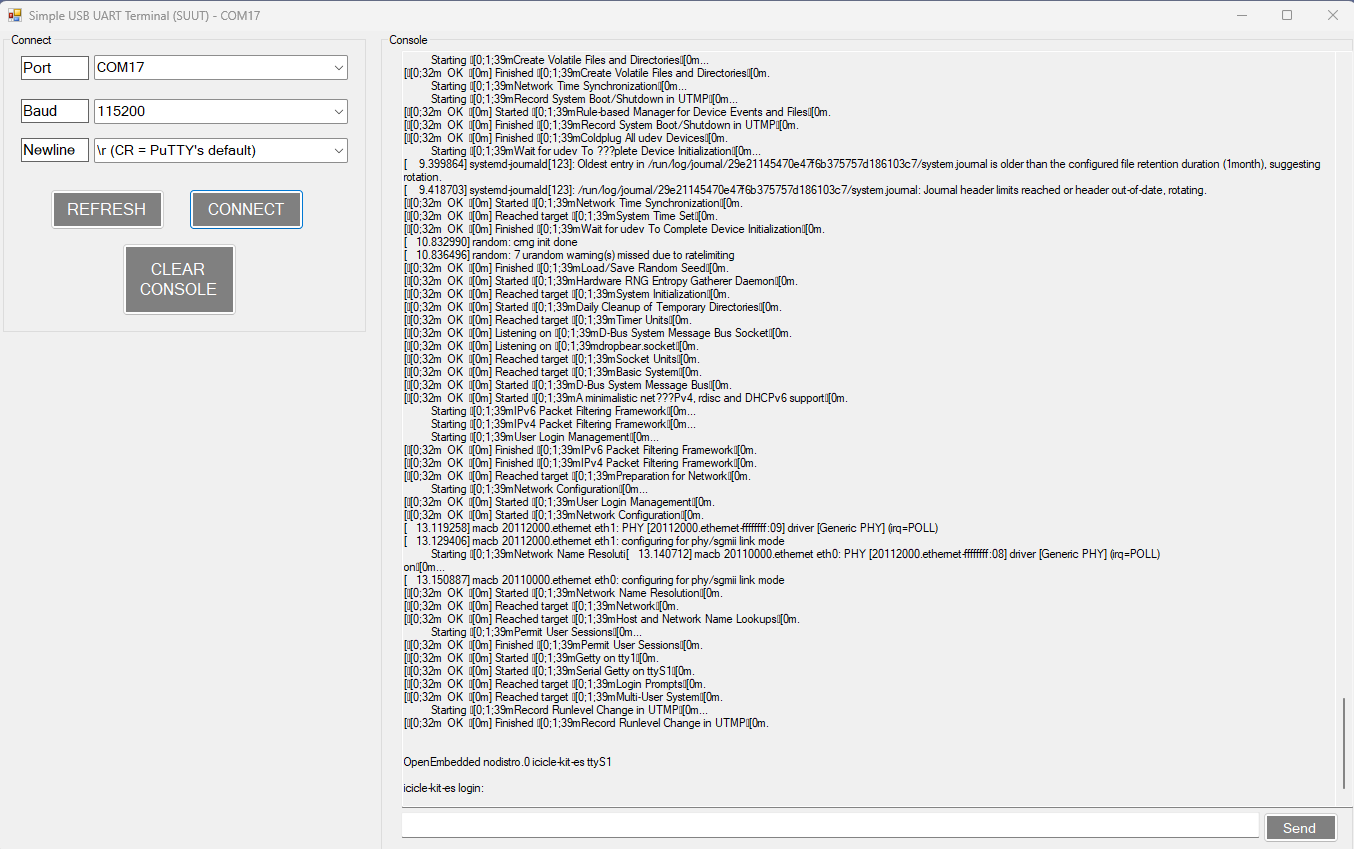 Simple USB UART Terminal (SUUT) - COM17
Connect
Port
COM17
Baud
115200
Newline
\r (CR = PuTTY's default)
REFRESH
CONNECT
CLEAR
CONSOLE
Console
Starting ▯[0;1;39mCreate Volatile Files and Directories▯[0m...
[▯[0;32m  OK  ▯[0m] Finished ▯[0;1;39mCreate Volatile Files and Directories▯[0m.
Starting ▯[0;1;39mNetwork Time Synchronization▯[0m...
Starting ▯[0;1;39mRecord System Boot/Shutdown in UTMP▯[0m...
[▯[0;32m  OK  ▯[0m] Started ▯[0;1;39mRule-based Manager for Device Events and Files▯[0m.
[▯[0;32m  OK  ▯[0m] Finished ▯[0;1;39mRecord System Boot/Shutdown in UTMP▯[0m.
[▯[0;32m  OK  ▯[0m] Finished ▯[0;1;39mColdplug All udev Devices▯[0m.
Starting ▯[0;1;39mWait for udev To ???plete Device Initialization▯[0m...
[    9.399864] systemd-journald[123]: Oldest entry in /run/log/journal/29e21145470e47f6b375757d186103c7/system.journal is older than the configured file retention duration (1month), suggesting
rotation.
[    9.418703] systemd-journald[123]: /run/log/journal/29e21145470e47f6b375757d186103c7/system.journal: Journal header limits reached or header out-of-date, rotating.
[▯[0;32m  OK  ▯[0m] Started ▯[0;1;39mNetwork Time Synchronization▯[0m.
[▯[0;32m  OK  ▯[0m] Reached target ▯[0;1;39mSystem Time Set▯[0m.
[▯[0;32m  OK  ▯[0m] Finished ▯[0;1;39mWait for udev To Complete Device Initialization▯[0m.
[   10.832990] random: crng init done
[   10.836496] random: 7 urandom warning(s) missed due to ratelimiting
[▯[0;32m  OK  ▯[0m] Finished ▯[0;1;39mLoad/Save Random Seed▯[0m.
[▯[0;32m  OK  ▯[0m] Started ▯[0;1;39mHardware RNG Entropy Gatherer Daemon▯[0m.
[▯[0;32m  OK  ▯[0m] Reached target ▯[0;1;39mSystem Initialization▯[0m.
[▯[0;32m  OK  ▯[0m] Started ▯[0;1;39mDaily Cleanup of Temporary Directories▯[0m.
[▯[0;32m  OK  ▯[0m] Reached target ▯[0;1;39mTimer Units▯[0m.
[▯[0;32m  OK  ▯[0m] Listening on ▯[0;1;39mD-Bus System Message Bus Socket▯[0m.
[▯[0;32m  OK  ▯[0m] Listening on ▯[0;1;39mdropbear.socket▯[0m.
[▯[0;32m  OK  ▯[0m] Reached target ▯[0;1;39mSocket Units▯[0m.
[▯[0;32m  OK  ▯[0m] Reached target ▯[0;1;39mBasic System▯[0m.
[▯[0;32m  OK  ▯[0m] Started ▯[0;1;39mD-Bus System Message Bus▯[0m.
[▯[0;32m  OK  ▯[0m] Started ▯[0;1;39mA minimalistic net???Pv4, rdisc and DHCPv6 support▯[0m.
Starting ▯[0;1;39mIPv6 Packet Filtering Framework▯[0m...
Starting ▯[0;1;39mIPv4 Packet Filtering Framework▯[0m...
Starting ▯[0;1;39mUser Login Management▯[0m...
[▯[0;32m  OK  ▯[0m] Finished ▯[0;1;39mIPv6 Packet Filtering Framework▯[0m.
[▯[0;32m  OK  ▯[0m] Finished ▯[0;1;39mIPv4 Packet Filtering Framework▯[0m.
[▯[0;32m  OK  ▯[0m] Reached target ▯[0;1;39mPreparation for Network▯[0m.
Starting ▯[0;1;39mNetwork Configuration▯[0m...
[▯[0;32m  OK  ▯[0m] Started ▯[0;1;39mUser Login Management▯[0m.
[▯[0;32m  OK  ▯[0m] Started ▯[0;1;39mNetwork Configuration▯[0m.
[   13.119258] macb 20112000.ethernet eth1: PHY [20112000.ethernet-ffffffff:09] driver [Generic PHY] (irq=POLL)
[   13.129406] macb 20112000.ethernet eth1: configuring for phy/sgmii link mode
Starting ▯[0;1;39mNetwork Name Resoluti[   13.140712] macb 20110000.ethernet eth0: PHY [20112000.ethernet-ffffffff:08] driver [Generic PHY] (irq=POLL)
on▯[0m...
[   13.150887] macb 20110000.ethernet eth0: configuring for phy/sgmii link mode
[▯[0;32m  OK  ▯[0m] Started ▯[0;1;39mNetwork Name Resolution▯[0m.
[▯[0;32m  OK  ▯[0m] Reached target ▯[0;1;39mNetwork▯[0m.
[▯[0;32m  OK  ▯[0m] Reached target ▯[0;1;39mHost and Network Name Lookups▯[0m.
Starting ▯[0;1;39mPermit User Sessions▯[0m...
[▯[0;32m  OK  ▯[0m] Finished ▯[0;1;39mPermit User Sessions▯[0m.
[▯[0;32m  OK  ▯[0m] Started ▯[0;1;39mGetty on tty1▯[0m.
[▯[0;32m  OK  ▯[0m] Started ▯[0;1;39mSerial Getty on ttyS1▯[0m.
[▯[0;32m  OK  ▯[0m] Reached target ▯[0;1;39mLogin Prompts▯[0m.
[▯[0;32m  OK  ▯[0m] Reached target ▯[0;1;39mMulti-User System▯[0m.
Starting ▯[0;1;39mRecord Runlevel Change in UTMP▯[0m...
[▯[0;32m  OK  ▯[0m] Finished ▯[0;1;39mRecord Runlevel Change in UTMP▯[0m.
OpenEmbedded nodistro.0 icicle-kit-es ttyS1
icicle-kit-es login:
Send